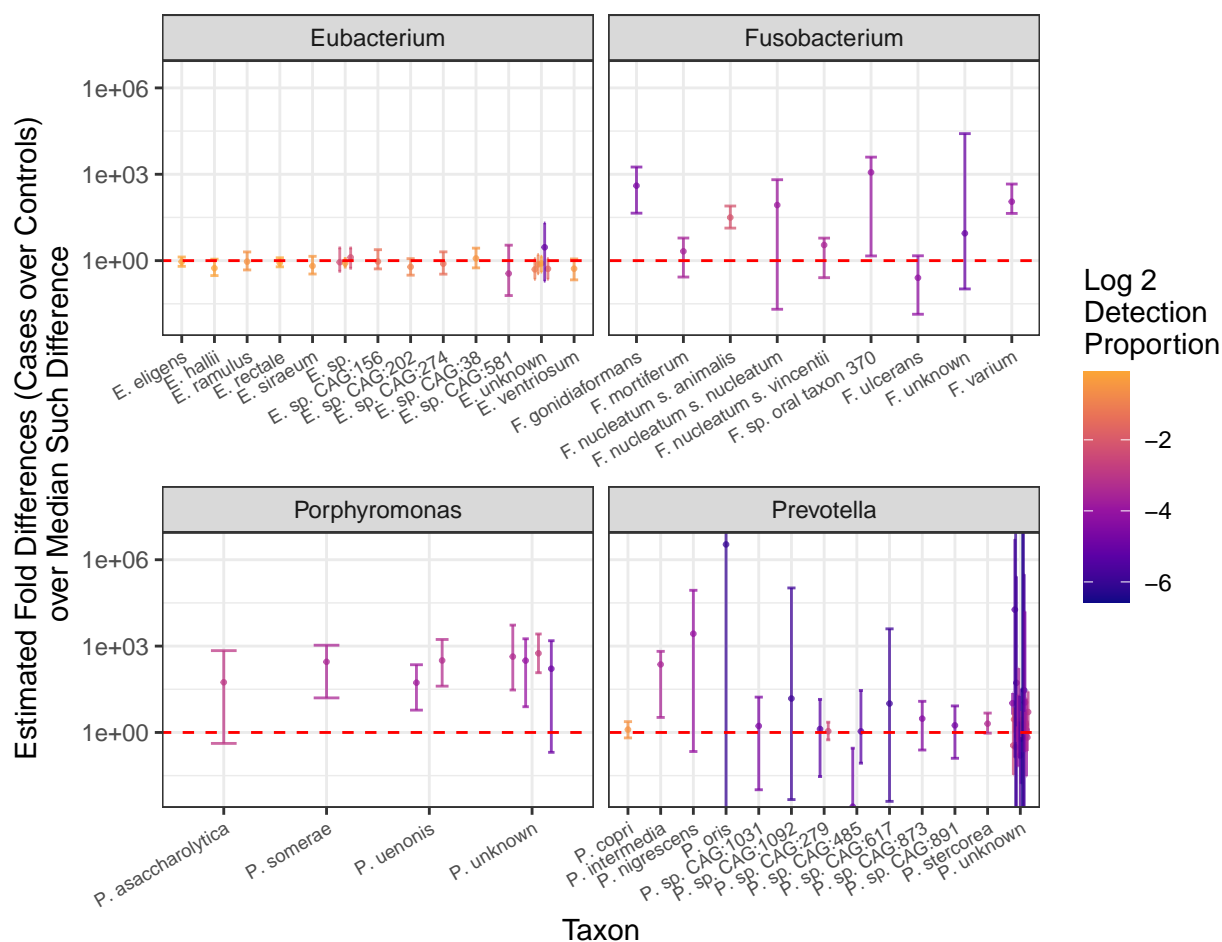 Estimated Fold Differences (Cases over Controls)
over Median Such Difference
Eubacterium
1e+06
1e+03
1e+00
E. eligens
E. hallii
E. ramulus
E. rectale
E. siraeum
E. sp.
E. sp. CAG:156
E. sp. CAG:202
E. sp. CAG:274
E. sp. CAG:38
E. sp. CAG:581
E. unknown
E. ventriosum
Fusobacterium
F. gonidiaformans
F. mortiferum
F. nucleatum s. animalis
F. nucleatum s. nucleatum
F. nucleatum s. vincentii
F. sp. oral taxon 370
F. ulcerans
F. unknown
F. varium
Porphyromonas
1e+06
1e+03
1e+00
P. asaccharolytica
P. somerae
P. uenonis
P. unknown
Prevotella
P. copri
P. intermedia
P. nigrescens
P. oris
P. sp. CAG:1031
P. sp. CAG:1092
P. sp. CAG:279
P. sp. CAG:485
P. sp. CAG:617
P. sp. CAG:873
P. sp. CAG:891
P. stercorea
P. unknown
Taxon
Log 2
Detection
Proportion
−2
−4
−6